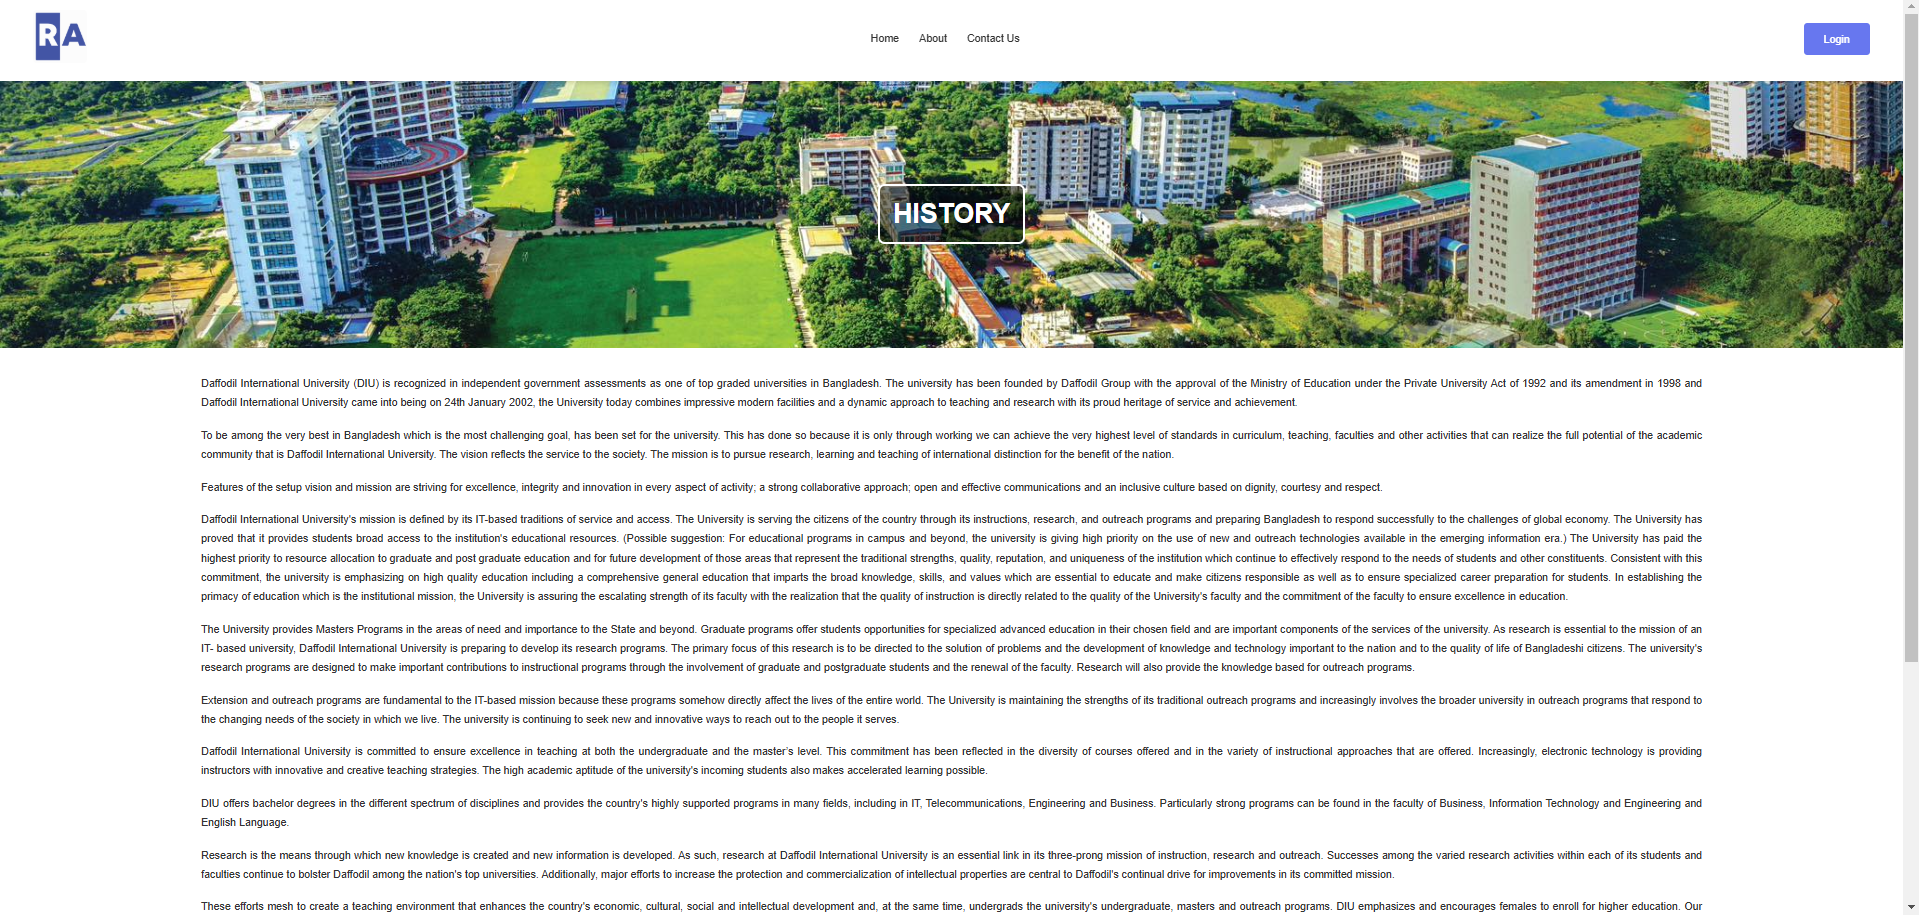 RA
Home About Contact Us
Login
HISTORY
Daffodil International University (DIU) is recognized in independent government assessments as one of top graded universities in Bangladesh. The university has been founded by Daffodil Group with the approval of the Ministry of Education under the Private University Act of 1992 and its amendment in 1998 and
Daffodil International University came into being on 24th January 2002, the University today combines impressive modern facilities and a dynamic approach to teaching and research with its proud heritage of service and achievement.
To be among the very best in Bangladesh which is the most challenging goal, has been set for the university. This has done so because it is only through working we can achieve the very highest level of standards in curriculum, teaching, faculties and other activities that can realize the full potential of the academic
community that is Daffodil International University. The vision reflects the service to the society. The mission is to pursue research, learning and teaching of international distinction for the benefit of the nation.
Features of the setup vision and mission are striving for excellence, integrity and innovation in every aspect of activity; a strong collaborative approach; open and effective communications and an inclusive culture based on dignity, courtesy and respect.
Daffodil International University's mission is defined by its IT-based traditions of service and access. The University is serving the citizens of the country through its instructions, research, and outreach programs and preparing Bangladesh to respond successfully to the challenges of global economy. The University has
proved that it provides students broad access to the institution's educational resources. (Possible suggestion: For educational programs in campus and beyond, the university is giving high priority on the use of new and outreach technologies available in the emerging information era.) The University has paid the
highest priority to resource allocation to graduate and post graduate education and for future development of those areas that represent the traditional strengths, quality, reputation, and uniqueness of the institution which continue to effectively respond to the needs of students and other constituents. Consistent with this
commitment, the university is emphasizing on high quality education including a comprehensive general education that imparts the broad knowledge, skills, and values which are essential to educate and make citizens responsible as well as to ensure specialized career preparation for students. In establishing the
primacy of education which is the institutional mission, the University is assuring the escalating strength of its faculty with the realization that the quality of instruction is directly related to the quality of the University's faculty and the commitment of the faculty to ensure excellence in education.
The University provides Masters Programs in the areas of need and importance to the State and beyond. Graduate programs offer students opportunities for specialized advanced education in their chosen field and are important components of the services of the university. As research is essential to the mission of an
IT- based university, Daffodil International University is preparing to develop its research programs. The primary focus of this research is to be directed to the solution of problems and the development of knowledge and technology important to the nation and to the quality of life of Bangladeshi citizens. The university's
research programs are designed to make important contributions to instructional programs through the involvement of graduate and postgraduate students and the renewal of the faculty. Research will also provide the knowledge based for outreach programs.
Extension and outreach programs are fundamental to the IT-based mission because these programs somehow directly affect the lives of the entire world. The University is maintaining the strengths of its traditional outreach programs and increasingly involves the broader university in outreach programs that respond to
the changing needs of the society in which we live. The university is continuing to seek new and innovative ways to reach out to the people it serves.
Daffodil International University is committed to ensure excellence in teaching at both the undergraduate and the master's level. This commitment has been reflected in the diversity of courses offered and in the variety of instructional approaches that are offered. Increasingly, electronic technology is providing
instructors with innovative and creative teaching strategies. The high academic aptitude of the university's incoming students also makes accelerated learning possible.
DIU offers bachelor degrees in the different spectrum of disciplines and provides the country's highly supported programs in many fields, including in IT, Telecommunications, Engineering and Business. Particularly strong programs can be found in the faculty of Business, Information Technology and Engineering and
English Language.
Research is the means through which new knowledge is created and new information is developed. As such, research at Daffodil International University is an essential link in its three-prong mission of instruction, research and outreach. Successes among the varied research activities within each of its students and
faculties continue to bolster Daffodil among the nation's top universities. Additionally, major efforts to increase the protection and commercialization of intellectual properties are central to Daffodil's continual drive for improvements in its committed mission.
These efforts mesh to create a teaching environment that enhances the country's economic, cultural, social and intellectual development and, at the same time, undergrads the university's undergraduate, masters and outreach programs. DIU emphasizes and encourages females to enroll for higher education. Our